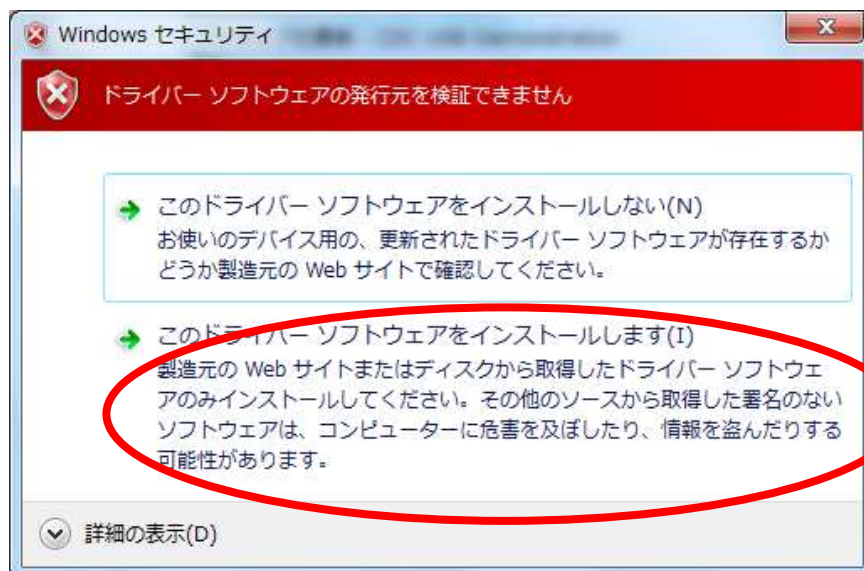 Windows セキュリティ
ドライバー ソフトウェアの発行元を検証できません
このドライバー ソフトウェアをインストールしない(N)
お使いのデバイス用の、更新されたドライバー ソフトウェアが存在するか
どうか製造元の Web サイトで確認してください。
このドライバー ソフトウェアをインストールします(I)
製造元の Web サイトまたはディスクから取得したドライバー ソフトウェ
アのみインストールしてください。その他のソースから取得した署名のない
ソフトウェアは、コンピューターに危害を及ぼしたり、情報を盗んだりする
可能性があります。
詳細の表示(D)